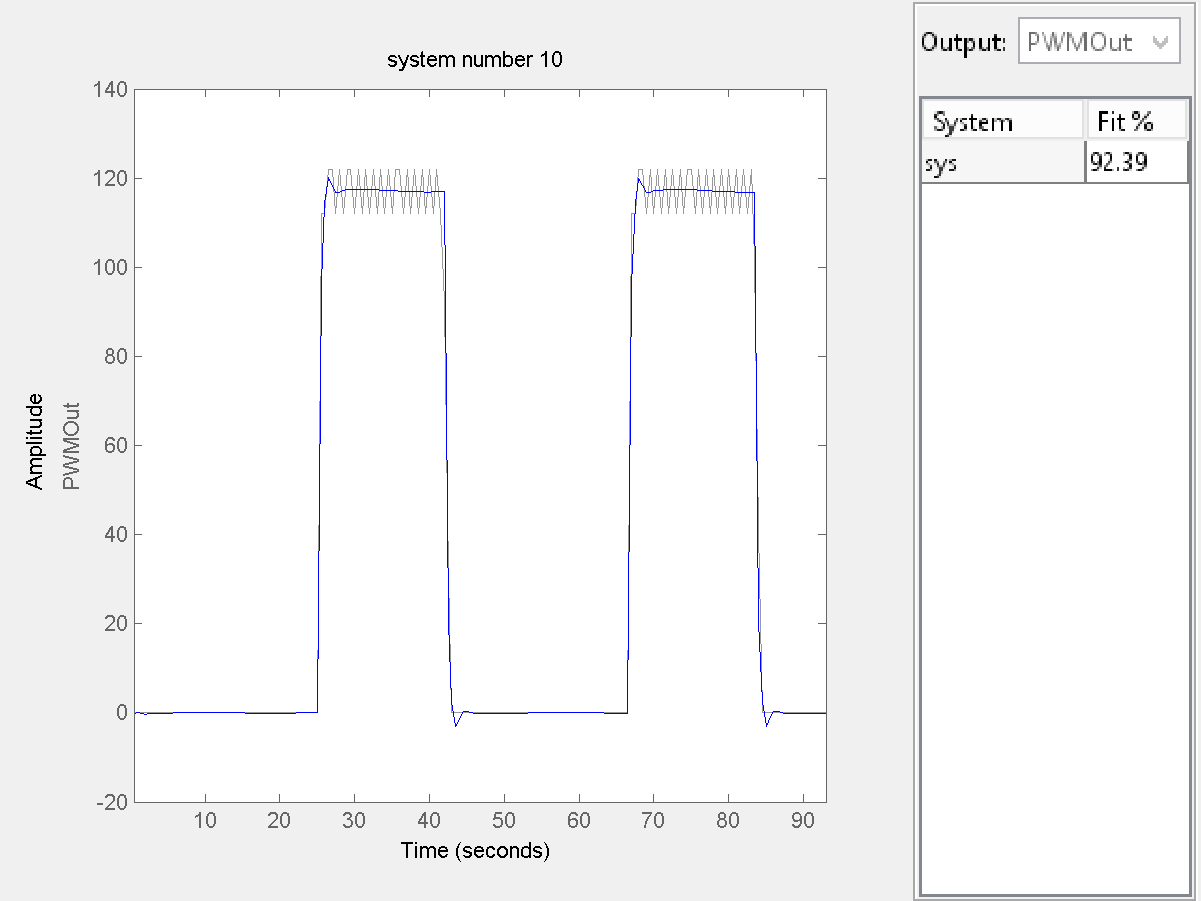 system number 10
140
120
100
80
60
40
20
0
-20
Amplitude
PWMOut
10 20 30 40 50 60 70 80 90
Time (seconds)
Output: PWMOut
System Fit %
sys 92.39